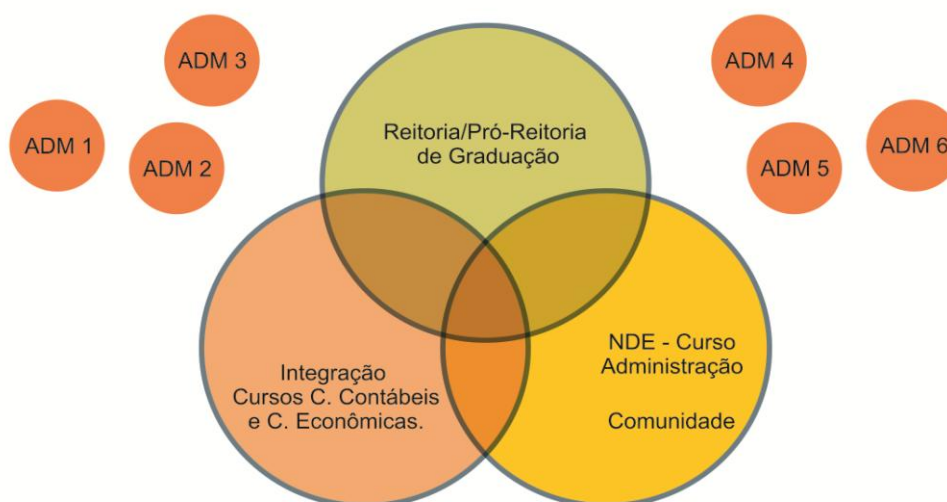 ADM 3
ADM 4
ADM 1
ADM 2
Reitoria/Pró-Reitoria
de Graduação
ADM 5
ADM 6
Integração
Cursos C. Contábeis
e C. Econômicas.
NDE - Curso
Administração
Comunidade